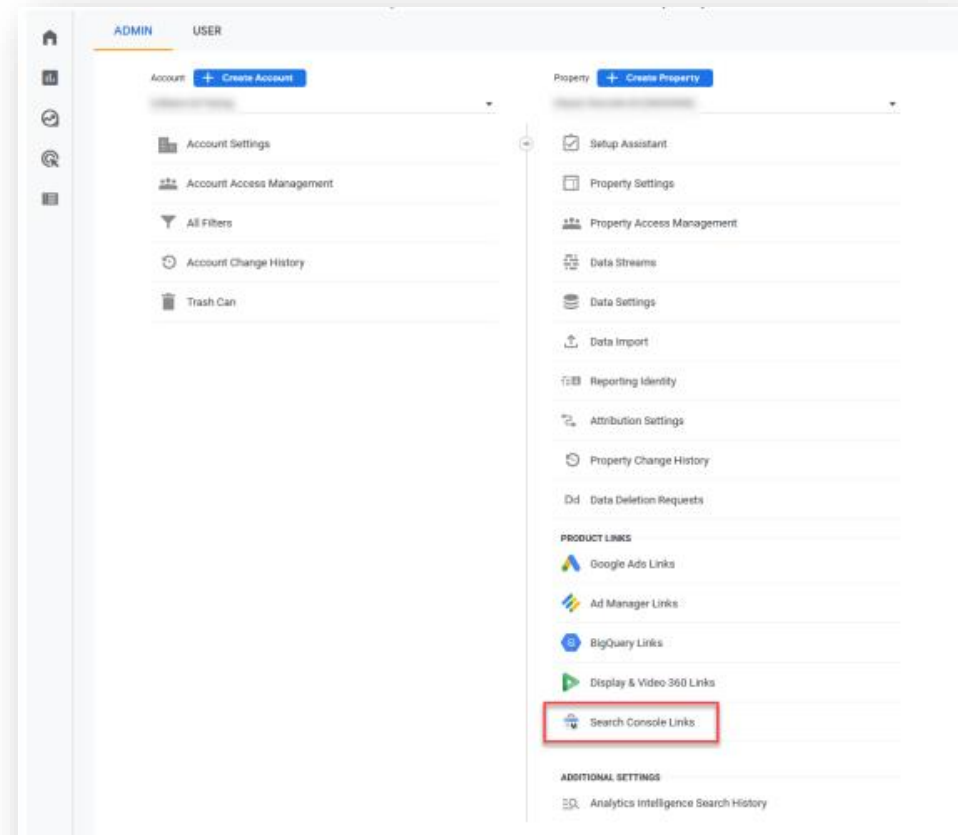 ADMIN USER
Account + Create Account
Account Settings
Account Access Management
All Filters
Account Change History
Trash Can
Property + Create Property
Setup Assistant
Property Settings
Property Access Management
Data Streams
Data Settings
Data Import
Reporting Identity
Attribution Settings
Property Change History
Dd Data Deletion Requests
PRODUCT LINKS
Google Ads Links
Ad Manager Links
BigQuery Links
Display & Video 360 Links
Search Console Links
ADDITIONAL SETTINGS
Analytics Intelligence Search History